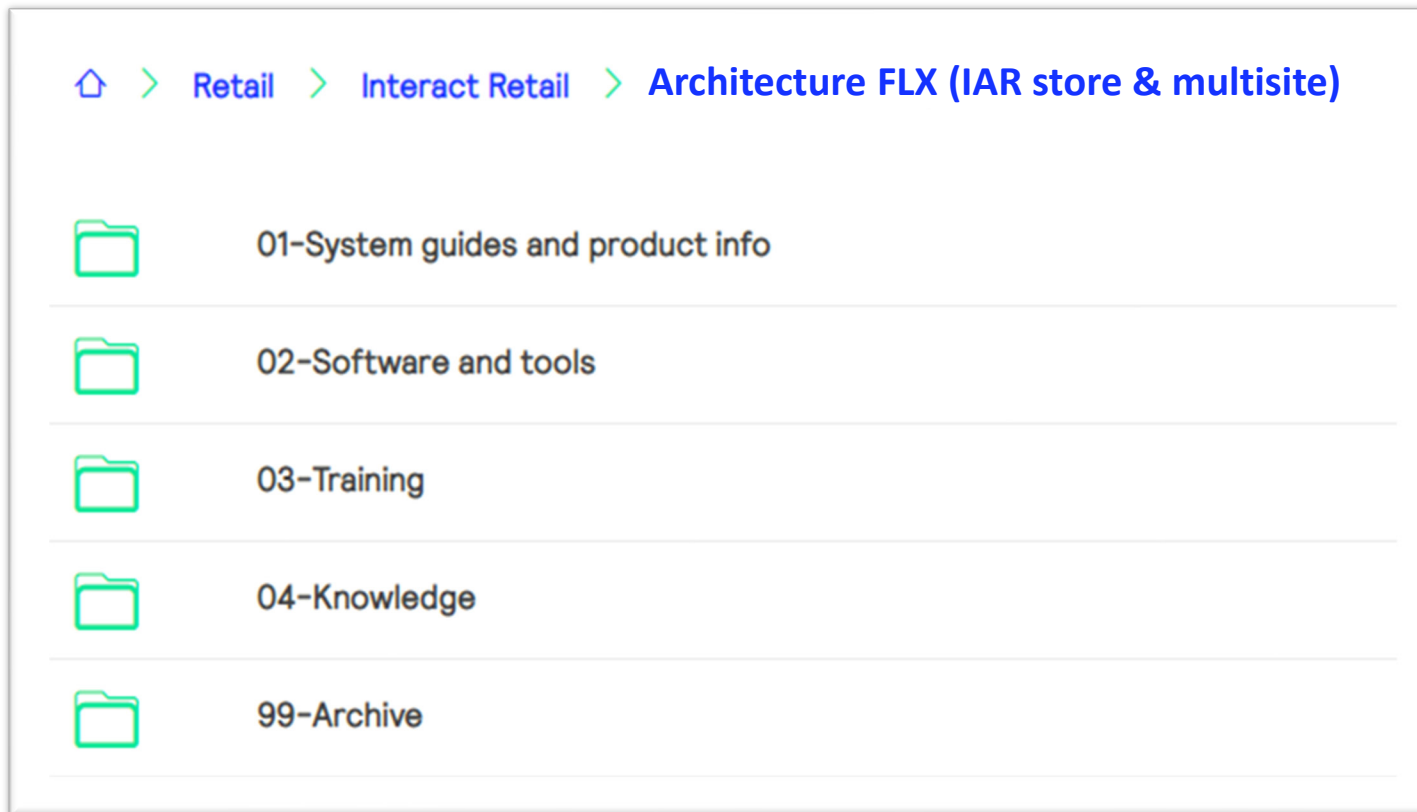 Retail > Interact Retail > Architecture FLX (IAR store & multisite)
01-System guides and product info
02-Software and tools
03-Training
04-Knowledge
99-Archive